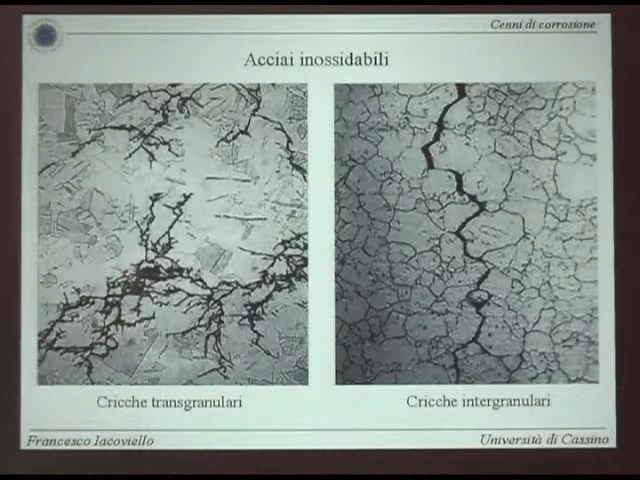 Cenni di corrosione
Acciai inossidabili
Cricche transgranulari
Cricche intergranulari
Francesco Iacoviello
Università di Cassino